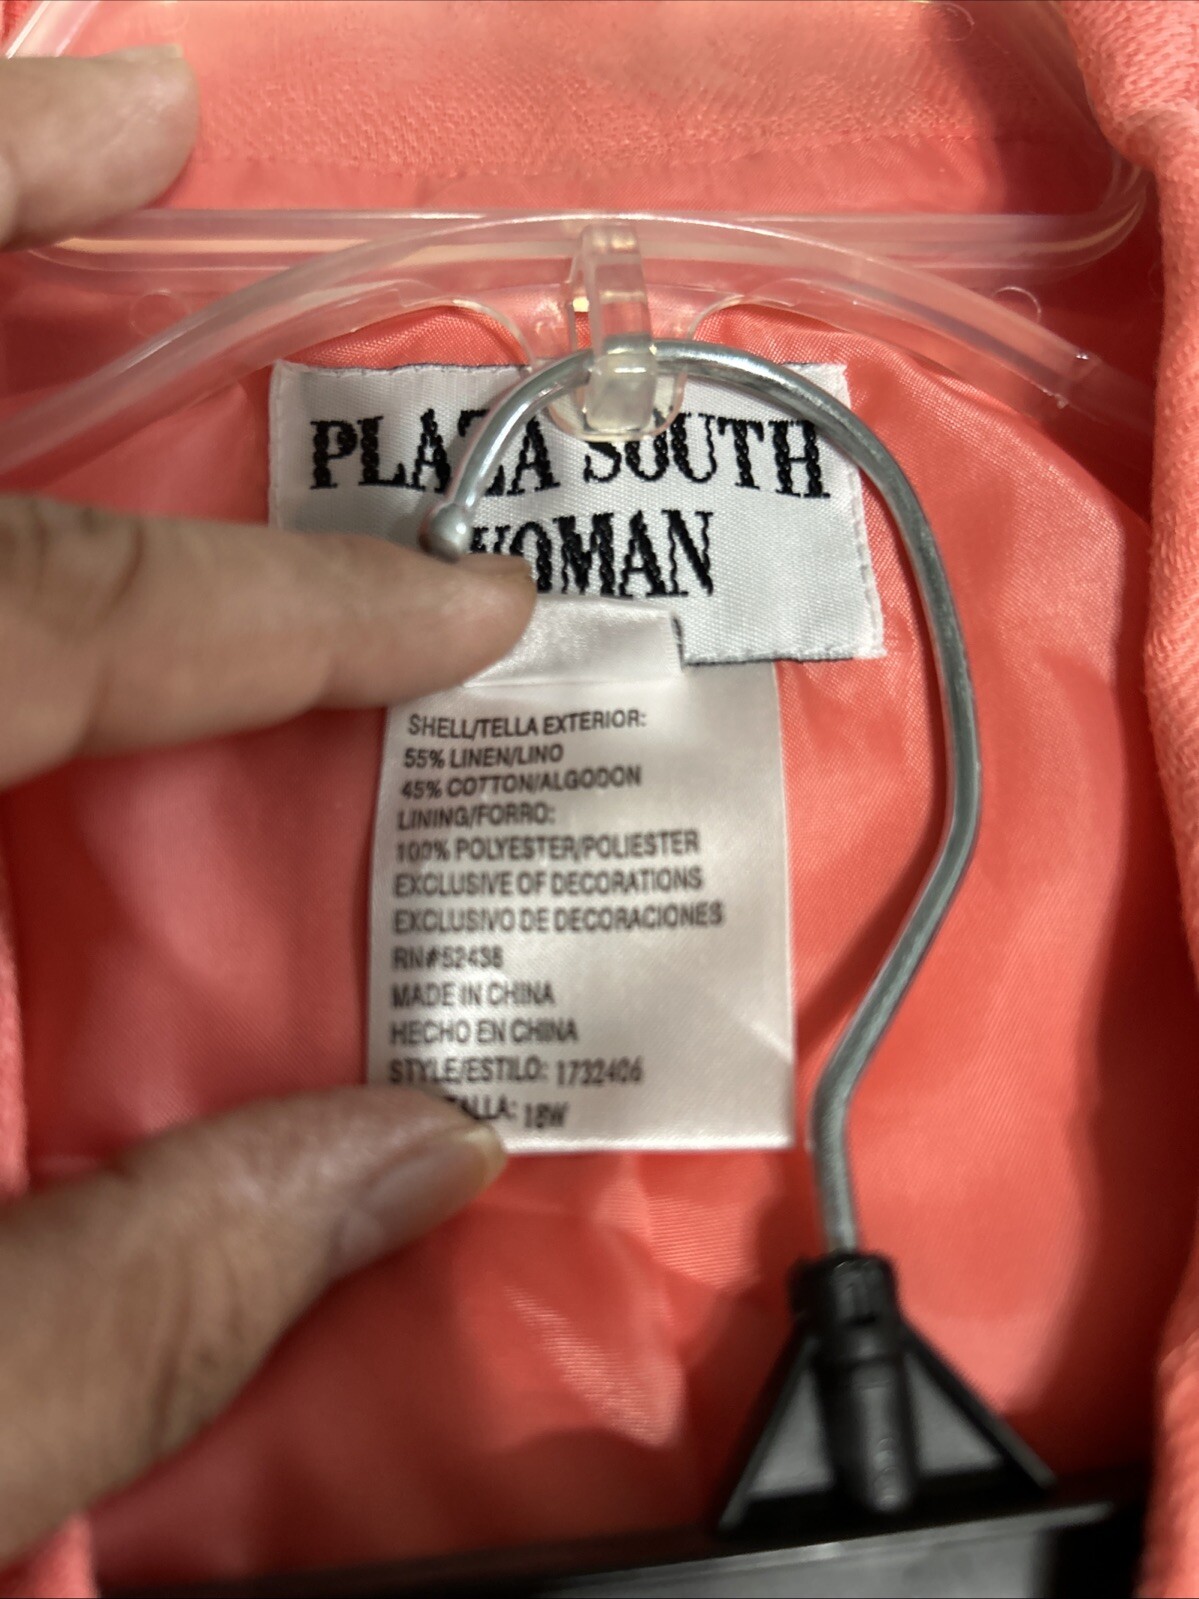 PLAZA SOUTH
WOMAN
SHELL/TELLA EXTERIOR:
55% LINEN/LINO
45% COTTON/ALGODON
LINING/FORRO:
100% POLYESTER/POLIESTER
EXCLUSIVE OF DECORATIONS
EXCLUSIVO DE DECORACIONES
RN#52438
MADE IN CHINA
HECHO EN CHINA
STYLE/ESTILO: 1732406
TALLA: 18W